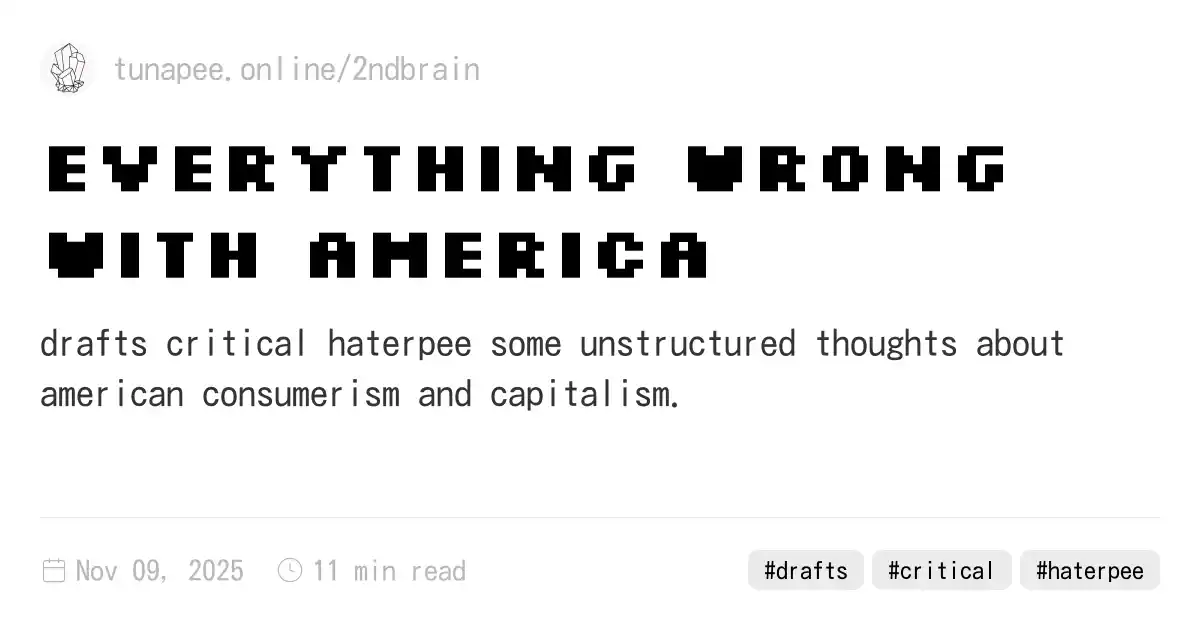 tunapee.online/2ndbrain
EVERYTHING WRONG
WITH AMERICA
drafts critical haterpee some unstructured thoughts about
american consumerism and capitalism.
Nov 09, 2025 11 min read #drafts #critical #haterpee